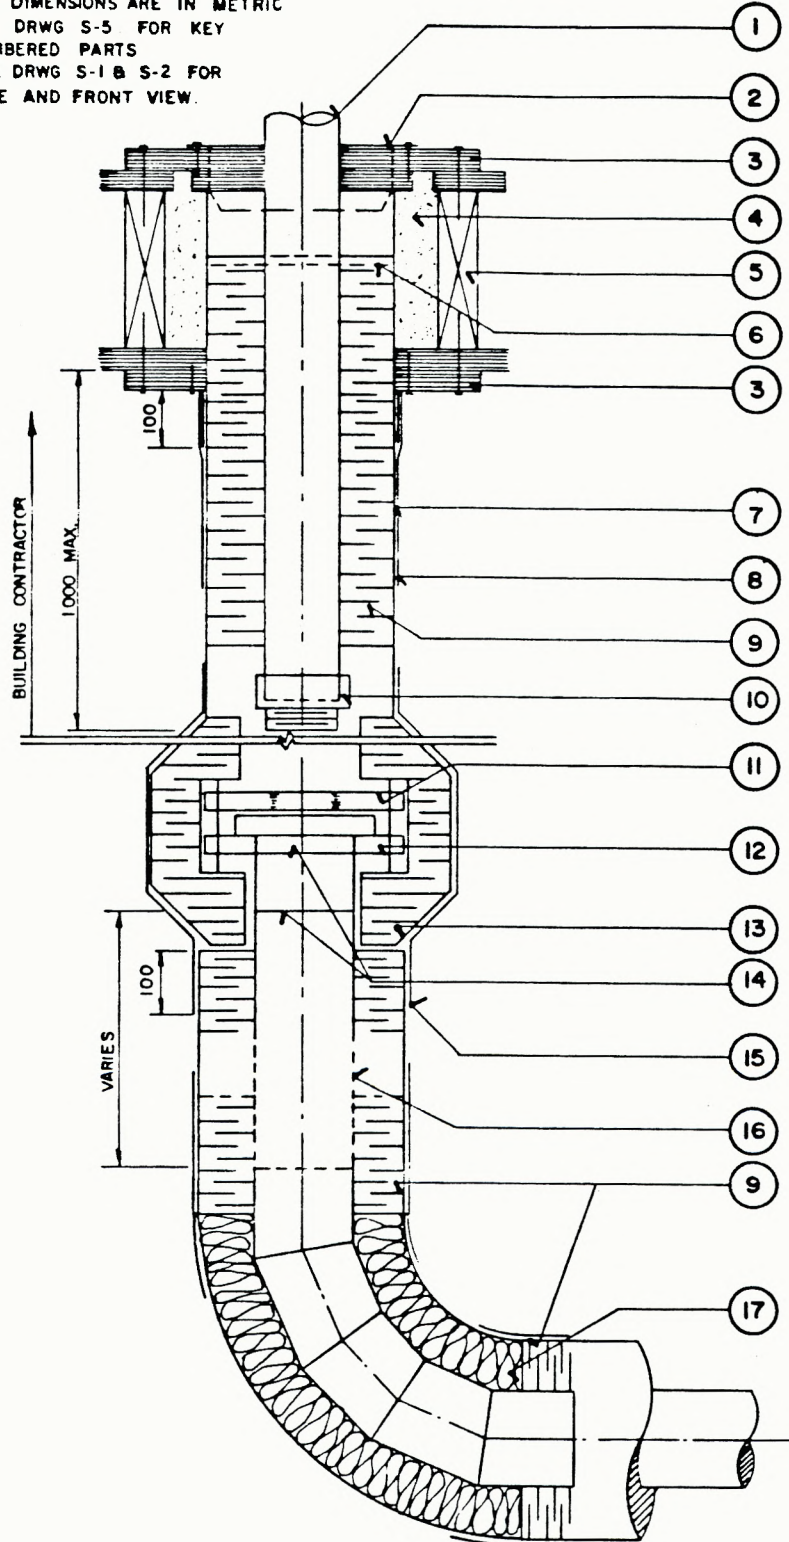 DIMENSIONS ARE IN METRIC
DRWG S-5 FOR KEY
BERED PARTS
DRWG S-1 & S-2 FOR
E AND FRONT VIEW.
1
2
3
4
5
6
3
100
BUILDING CONTRACTOR
1000 MAX.
7
8
9
10
11
12
13
14
100
VARIES
15
16
9
17